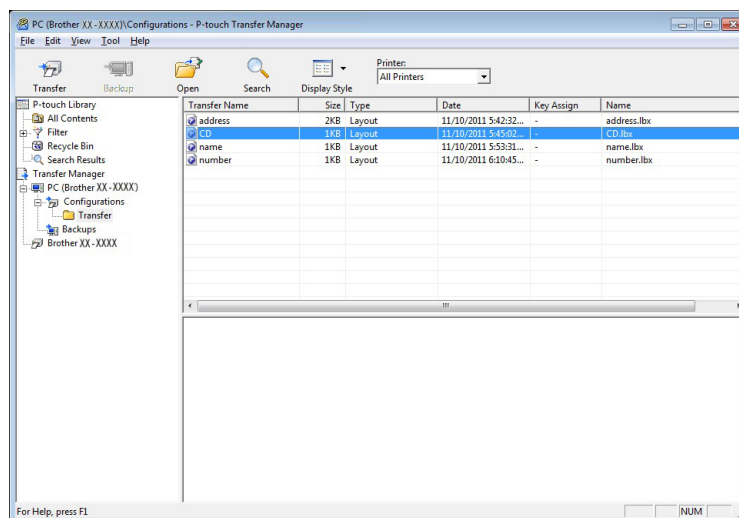 PC (Brother XX-XXXX)\Configurations - P-touch Transfer Manager
File Edit View Tool Help
Transfer Backup Open Search Display Style
Printer:
All Printers
P-touch Library
All Contents
Filter
Recycle Bin
Search Results
Transfer Manager
PC (Brother XX-XXXX)
Configurations
Transfer
Backups
Brother XX-XXXX
Transfer Name Size Type Date Key Assign Name
address 2KB Layout 11/10/2011 5:42:32... - address.lbx
CD 1KB Layout 11/10/2011 5:45:02... - CD.lbx
name 1KB Layout 11/10/2011 5:53:31... - name.lbx
number 1KB Layout 11/10/2011 6:10:45... - number.lbx
For Help, press F1
NUM